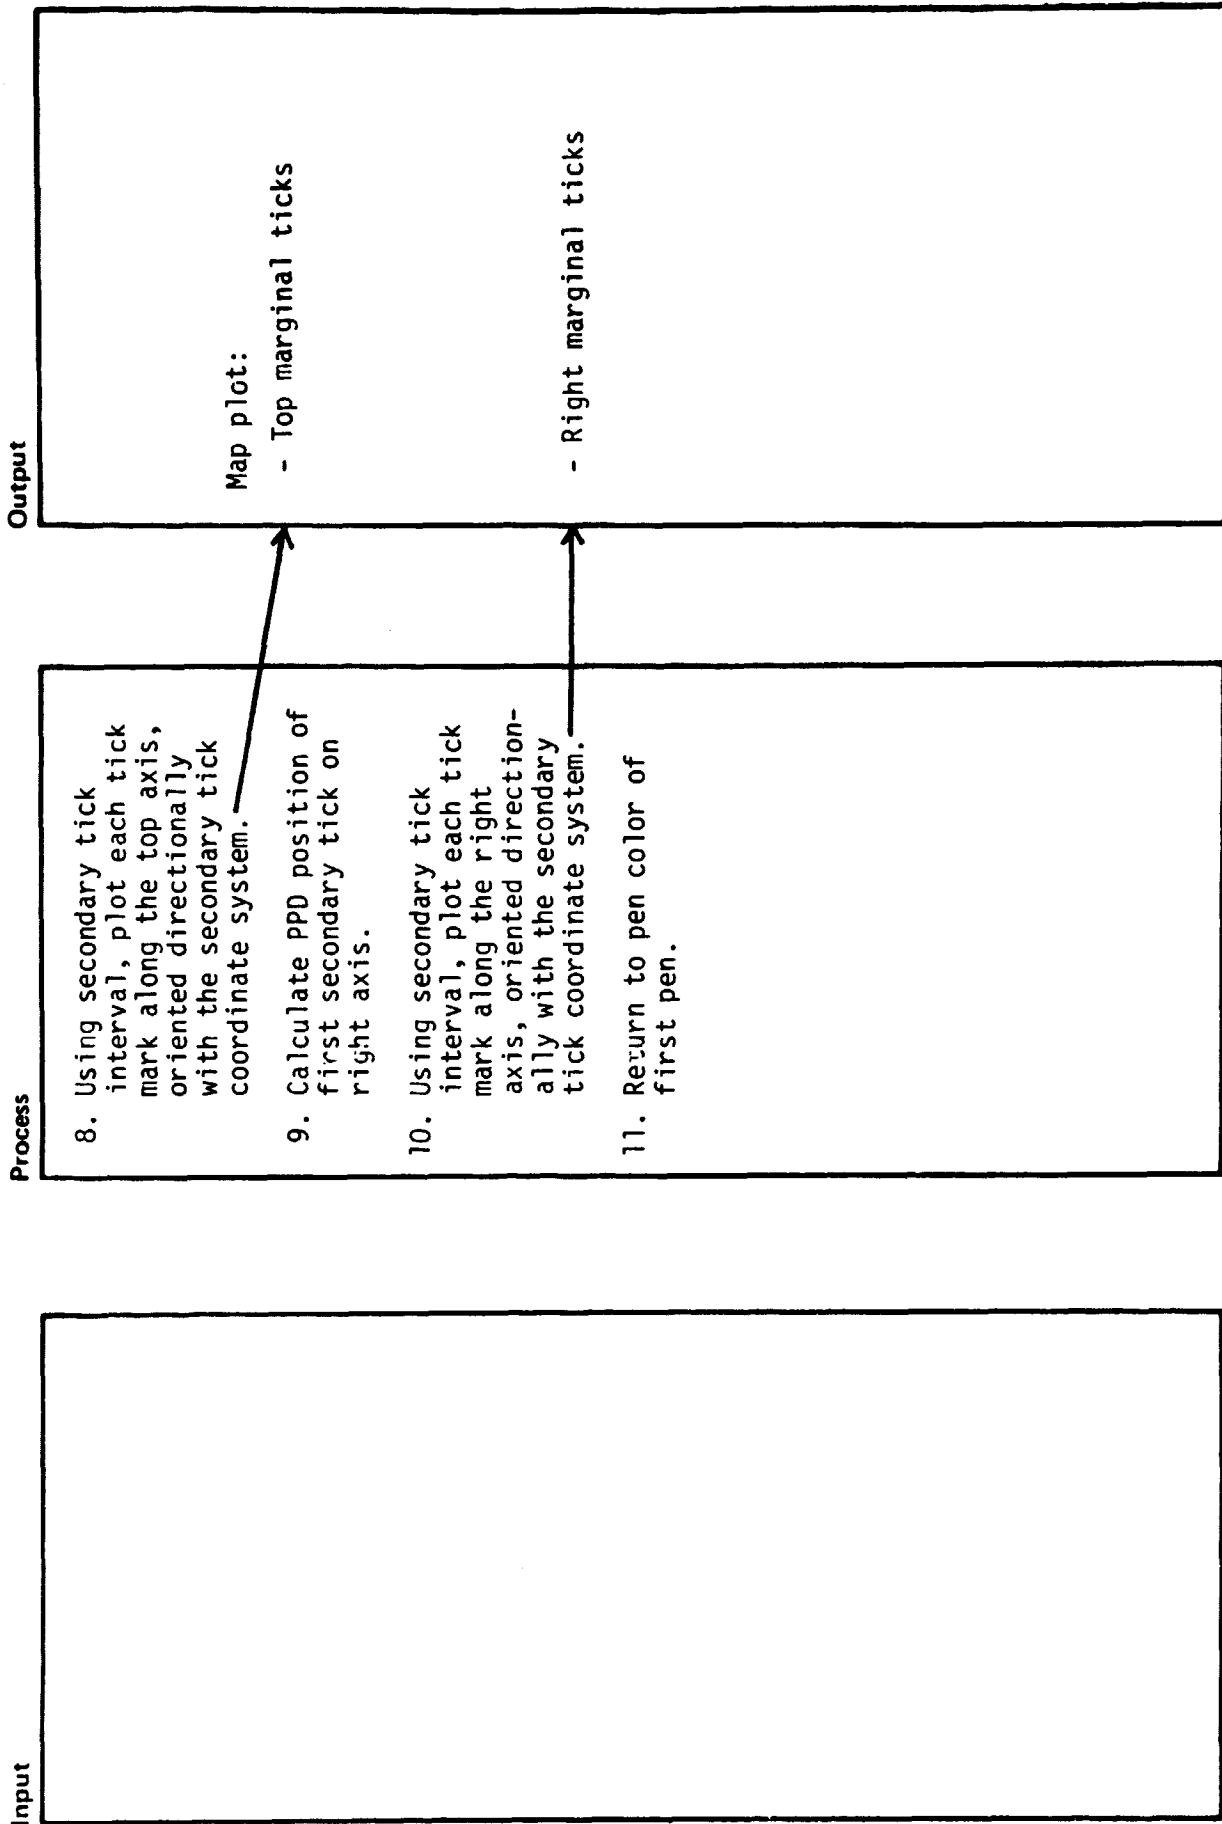 Input
Process
8. Using secondary tick
interval, plot each tick
mark along the top axis,
oriented directionally
with the secondary tick
coordinate system.
9. Calculate PPD position of
first secondary tick on
right axis.
10. Using secondary tick
interval, plot each tick
mark along the right
axis, oriented direction-
ally with the secondary
tick coordinate system.
11. Return to pen color of
first pen.
Output
Map plot:
- Top marginal ticks
- Right marginal ticks